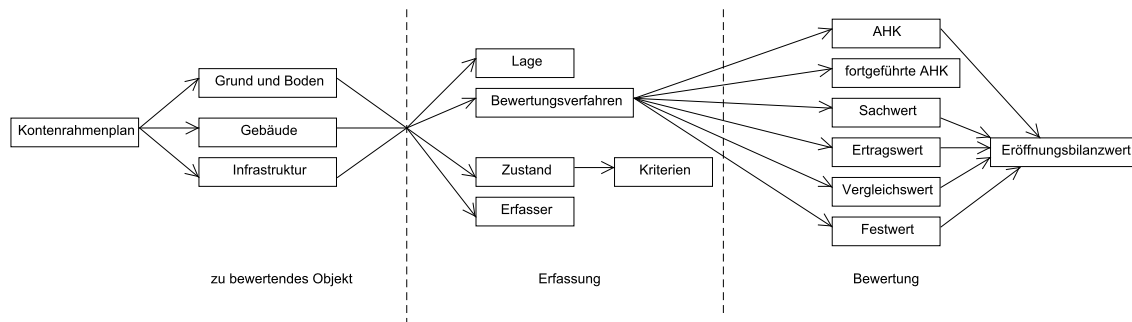 Kontenrahmenplan
Grund und Boden
Gebäude
Infrastruktur
zu bewertendes Objekt
Lage
Bewertungsverfahren
Zustand
Kriterien
Erfasser
Erfassung
AHK
fortgeführte AHK
Sachwert
Ertragswert
Vergleichswert
Festwert
Eröffnungsbilanzwert
Bewertung